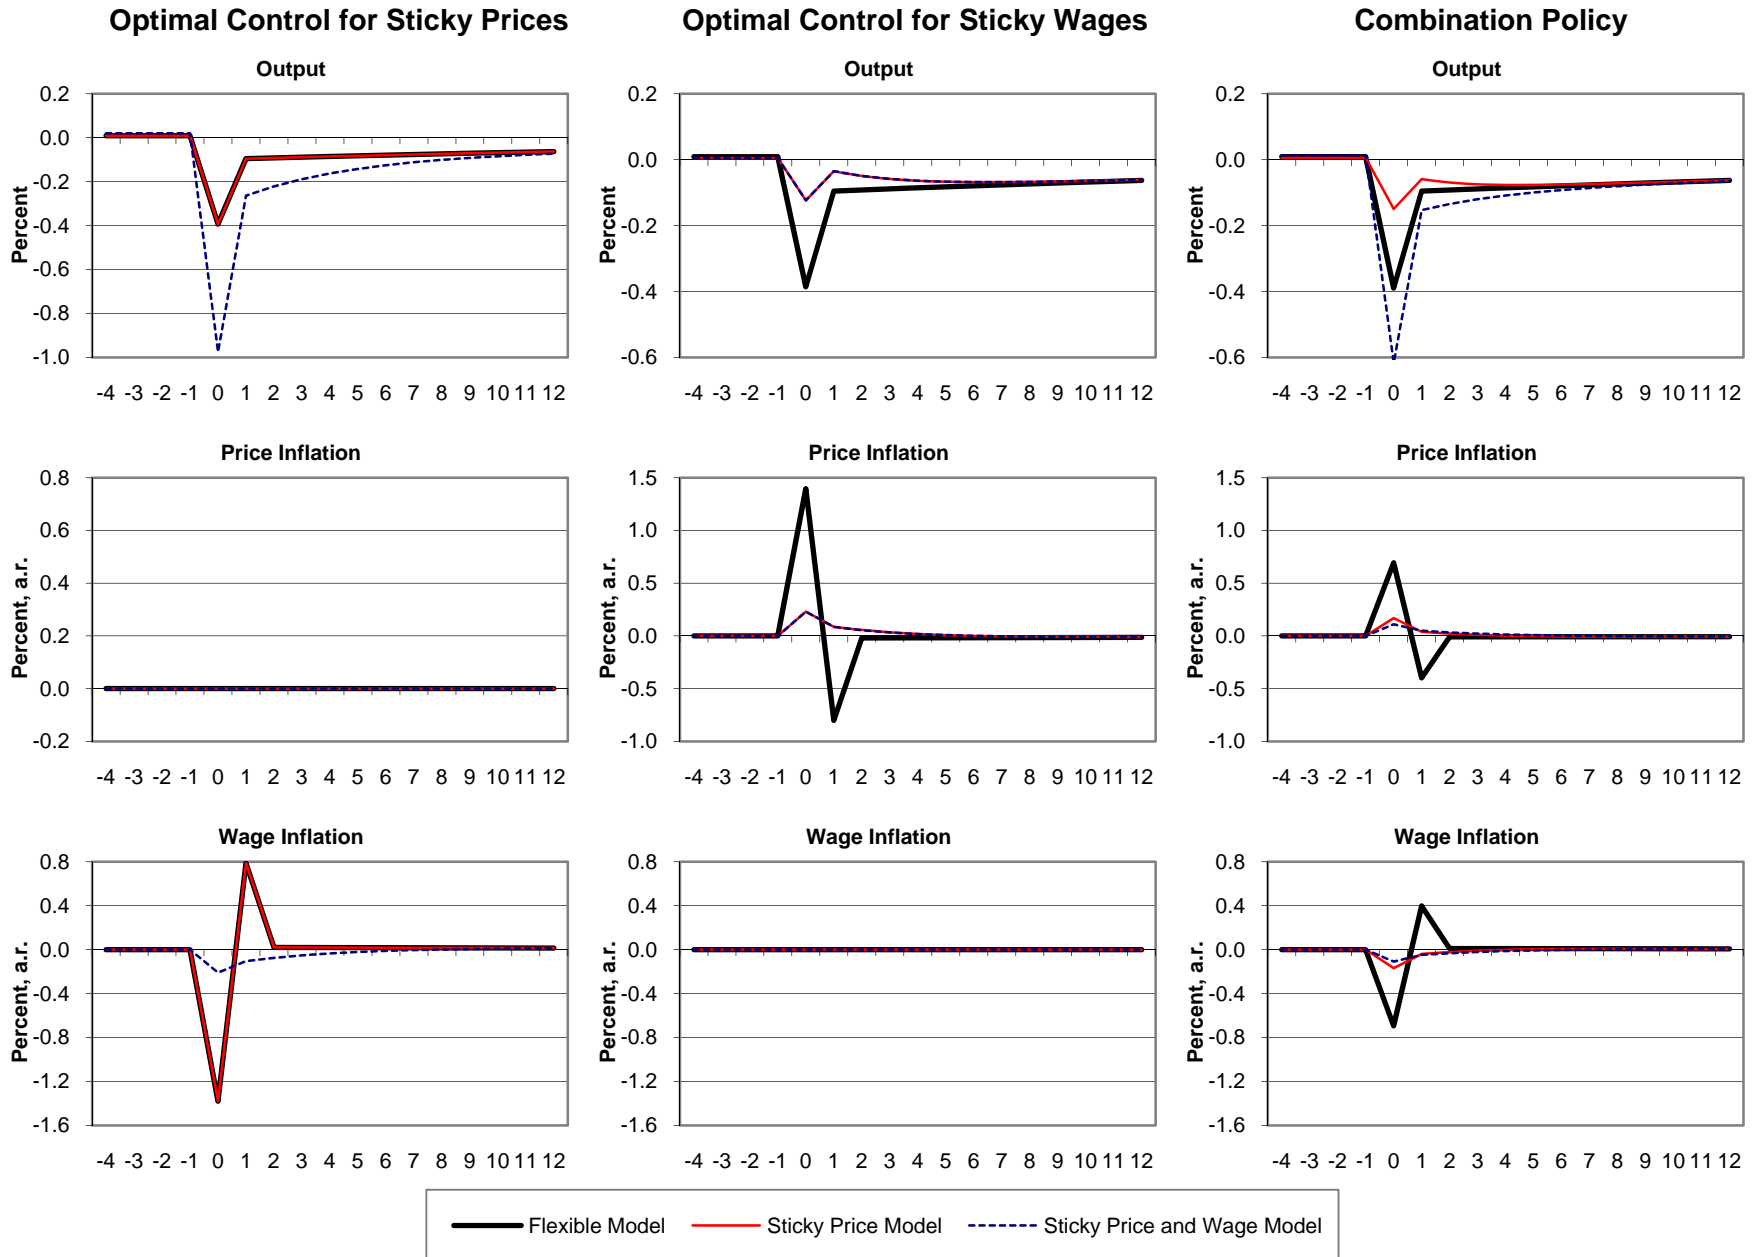 Optimal Control for Sticky Prices
Optimal Control for Sticky Wages
Combination Policy
Output
0.2
0.0
-0.2
-0.4
-0.6
-0.8
-1.0
Percent
-4 -3 -2 -1 0 1 2 3 4 5 6 7 8 9 10 11 12
Output
0.2
0.0
-0.2
-0.4
-0.6
Percent
-4 -3 -2 -1 0 1 2 3 4 5 6 7 8 9 10 11 12
Output
0.2
0.0
-0.2
-0.4
-0.6
Percent
-4 -3 -2 -1 0 1 2 3 4 5 6 7 8 9 10 11 12
Price Inflation
0.8
0.6
0.4
0.2
0.0
-0.2
Percent, a.r.
-4 -3 -2 -1 0 1 2 3 4 5 6 7 8 9 10 11 12
Price Inflation
1.5
1.0
0.5
0.0
-0.5
-1.0
Percent, a.r.
-4 -3 -2 -1 0 1 2 3 4 5 6 7 8 9 10 11 12
Price Inflation
1.5
1.0
0.5
0.0
-0.5
-1.0
Percent, a.r.
-4 -3 -2 -1 0 1 2 3 4 5 6 7 8 9 10 11 12
Wage Inflation
0.8
0.4
0.0
-0.4
-0.8
-1.2
-1.6
Percent, a.r.
-4 -3 -2 -1 0 1 2 3 4 5 6 7 8 9 10 11 12
Wage Inflation
0.8
0.4
0.0
-0.4
-0.8
-1.2
-1.6
Percent, a.r.
-4 -3 -2 -1 0 1 2 3 4 5 6 7 8 9 10 11 12
Wage Inflation
0.8
0.4
0.0
-0.4
-0.8
-1.2
-1.6
Percent, a.r.
-4 -3 -2 -1 0 1 2 3 4 5 6 7 8 9 10 11 12
Flexible Model
Sticky Price Model
Sticky Price and Wage Model